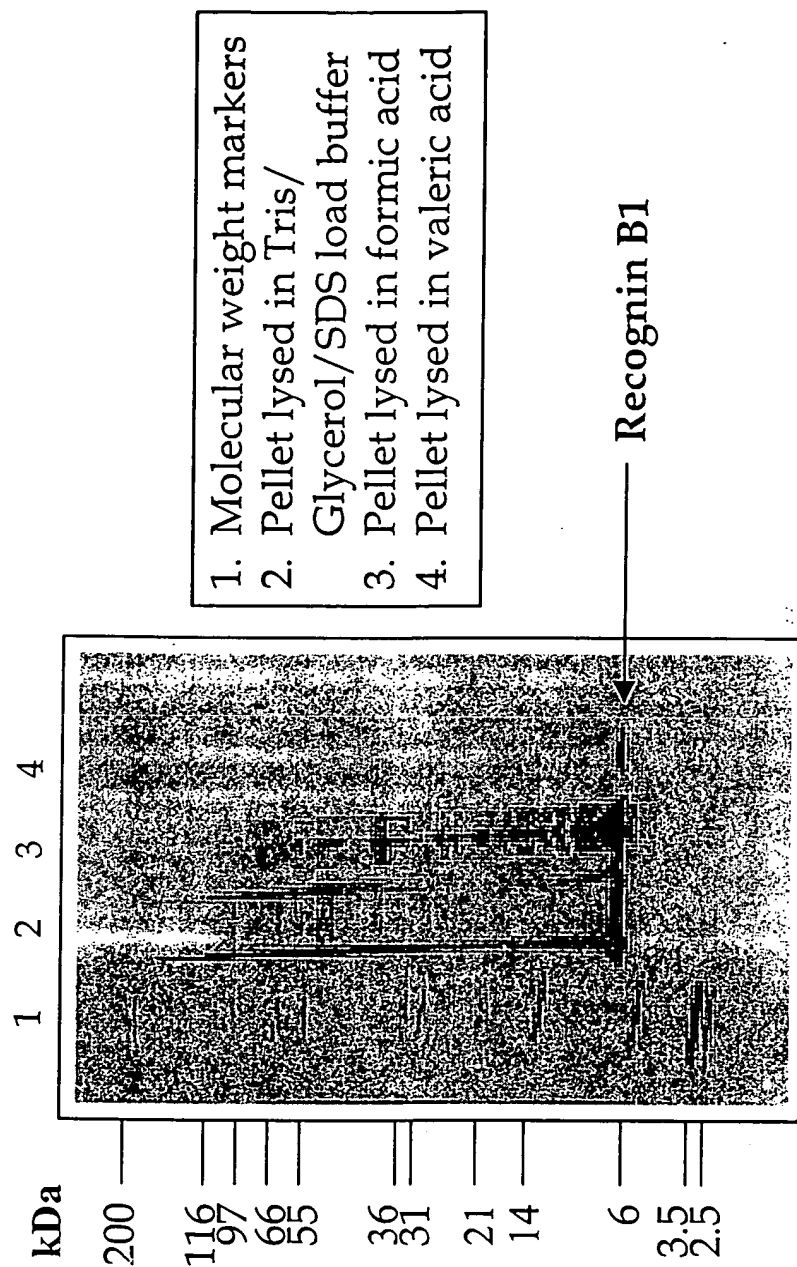 1 2 3 4
kDa
200
116
97
66
55
36
31
21
14
6
3.5
2.5
1. Molecular weight markers
2. Pellet lysed in Tris/
Glycerol/SDS load buffer
3. Pellet lysed in formic acid
4. Pellet lysed in valeric acid
Recognin B1